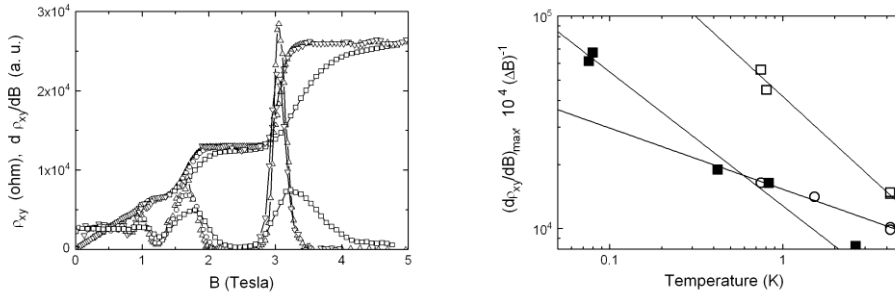 3x10⁴
2x10⁴
1x10⁴
0
0 1 2 3 4 5
B (Tesla)
ρxy (ohm), d ρxy/dB (a. u.)
10⁵
10⁴
0.1 1
Temperature (K)
(dρxy/dB)max, 10⁴ (ΔB)⁻¹